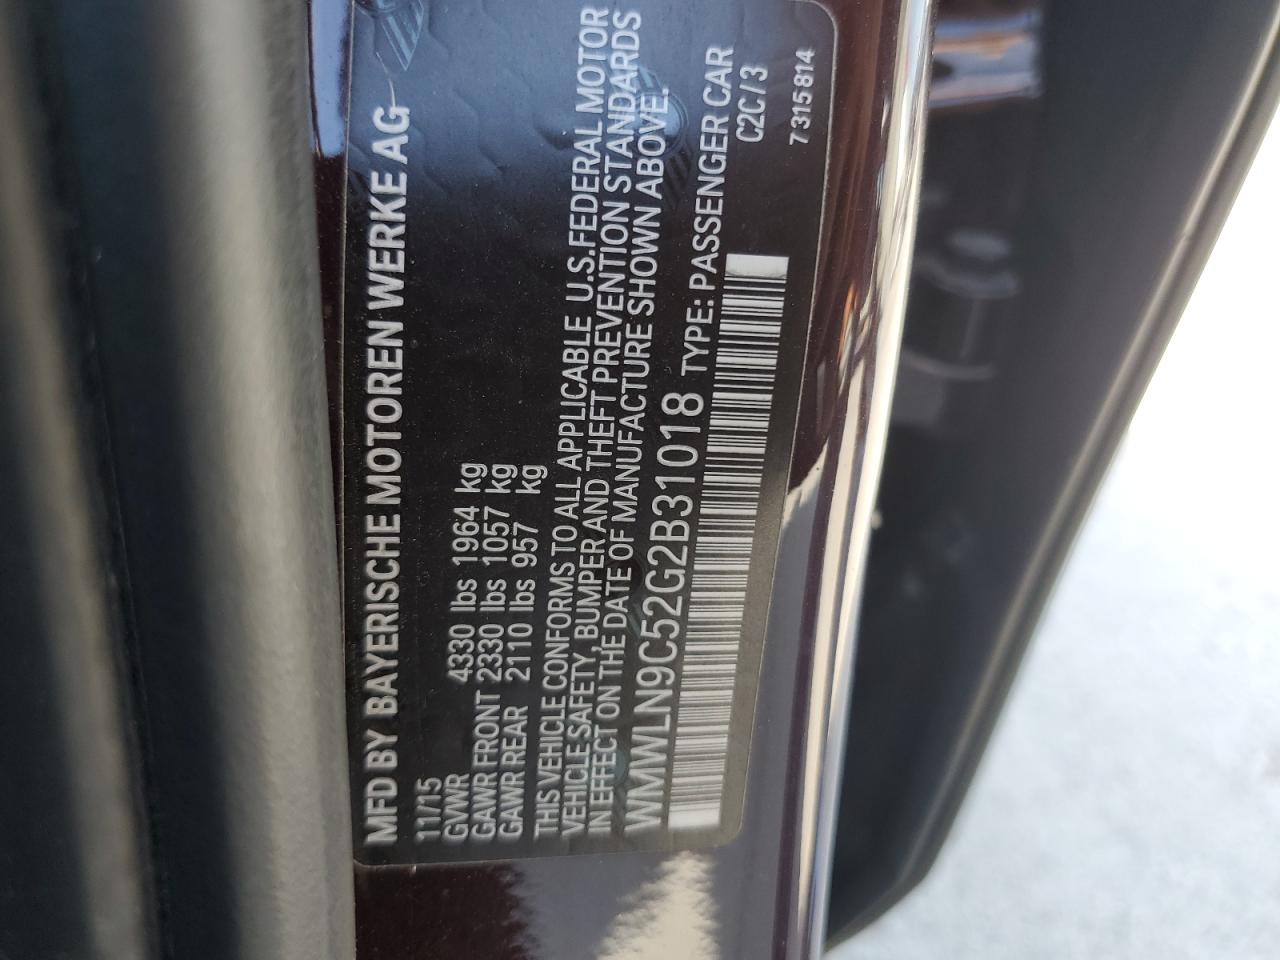 MFD BY BAYERISCHE MOTOREN WERKE AG
11/15
GVWR 4330 lbs 1964 kg
GAWR FRONT 2330 lbs 1057 kg
GAWR REAR 2110 lbs 957 kg
THIS VEHICLE CONFORMS TO ALL APPLICABLE U.S.FEDERAL MOTOR
VEHICLE SAFETY, BUMPER AND THEFT PREVENTION STANDARDS
IN EFFECT ON THE DATE OF MANUFACTURE SHOWN ABOVE.
WMWLN9C52G2B31018 TYPE: PASSENGER CAR
C2C/3
7315814